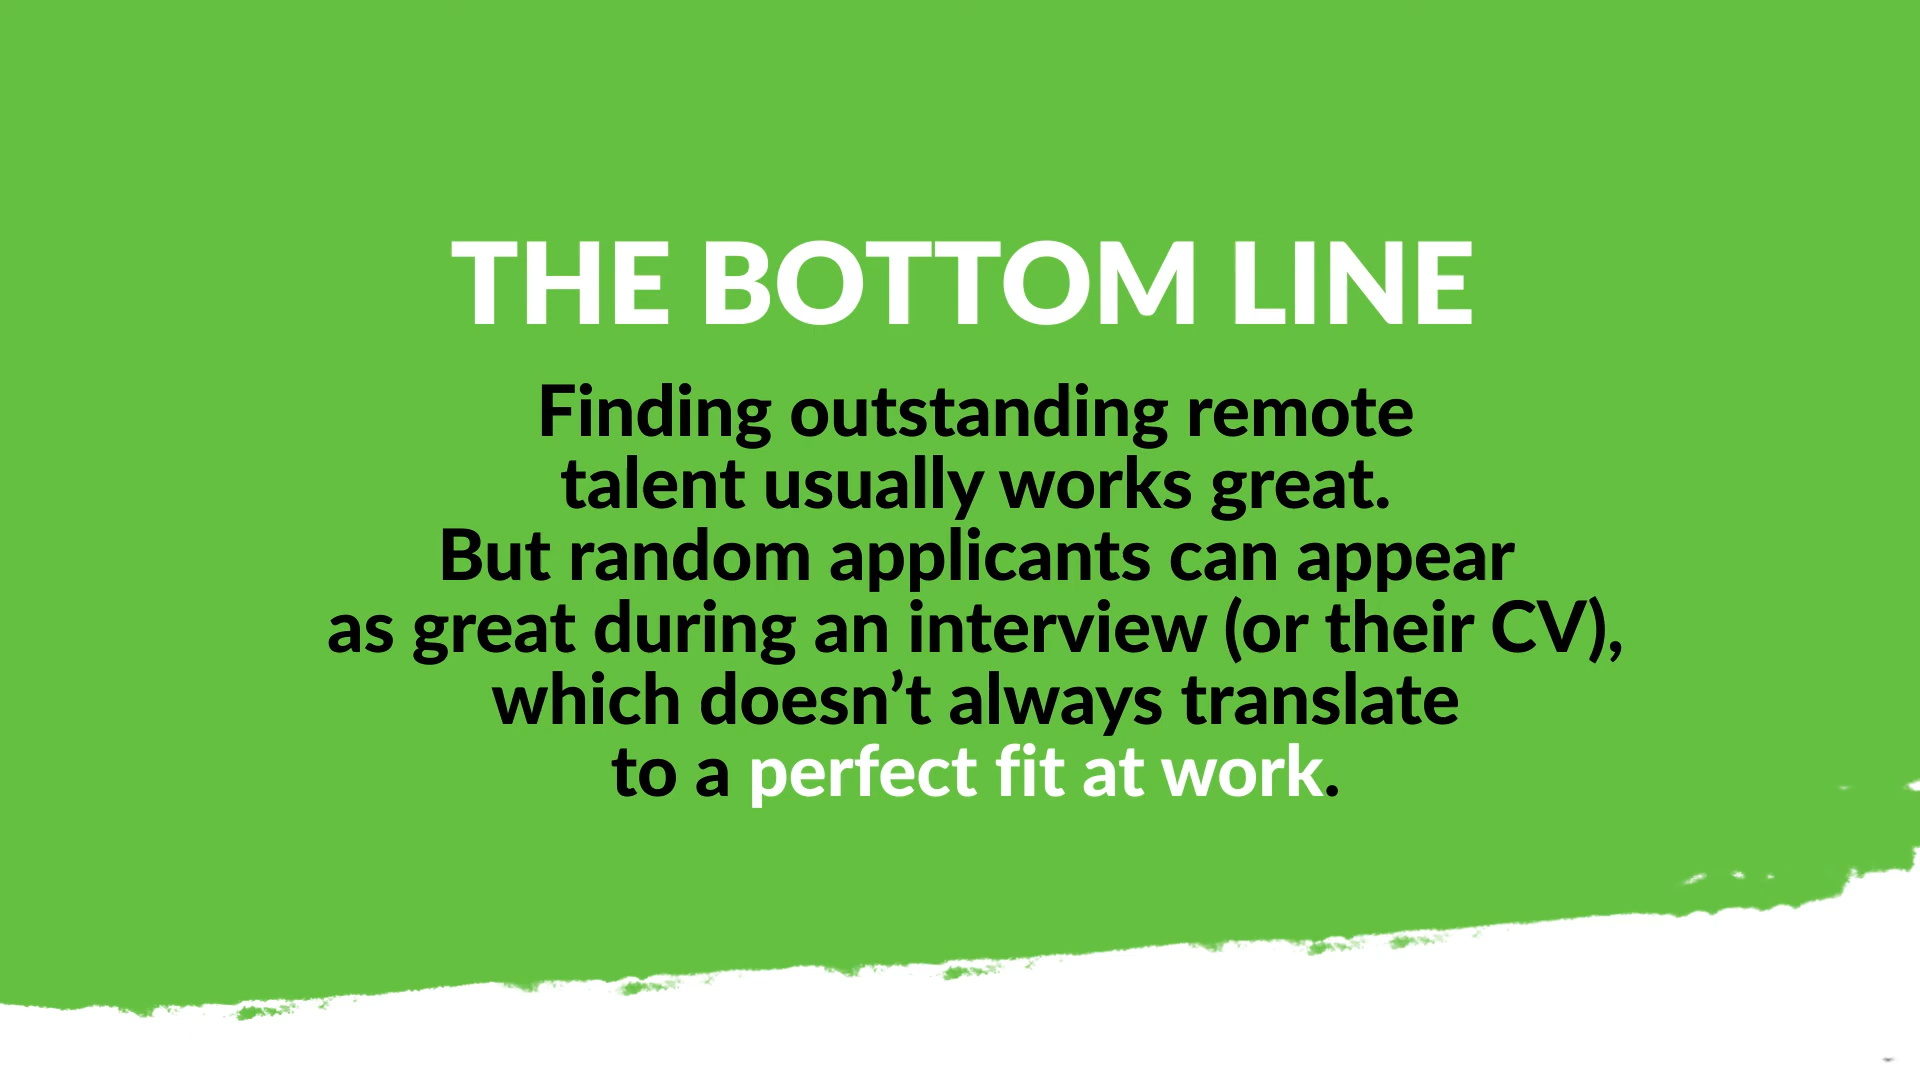 THE BOTTOM LINE
Finding outstanding remote
talent usually works great.
But random applicants can appear
as great during an interview (or their CV),
which doesn’t always translate
to a perfect fit at work.